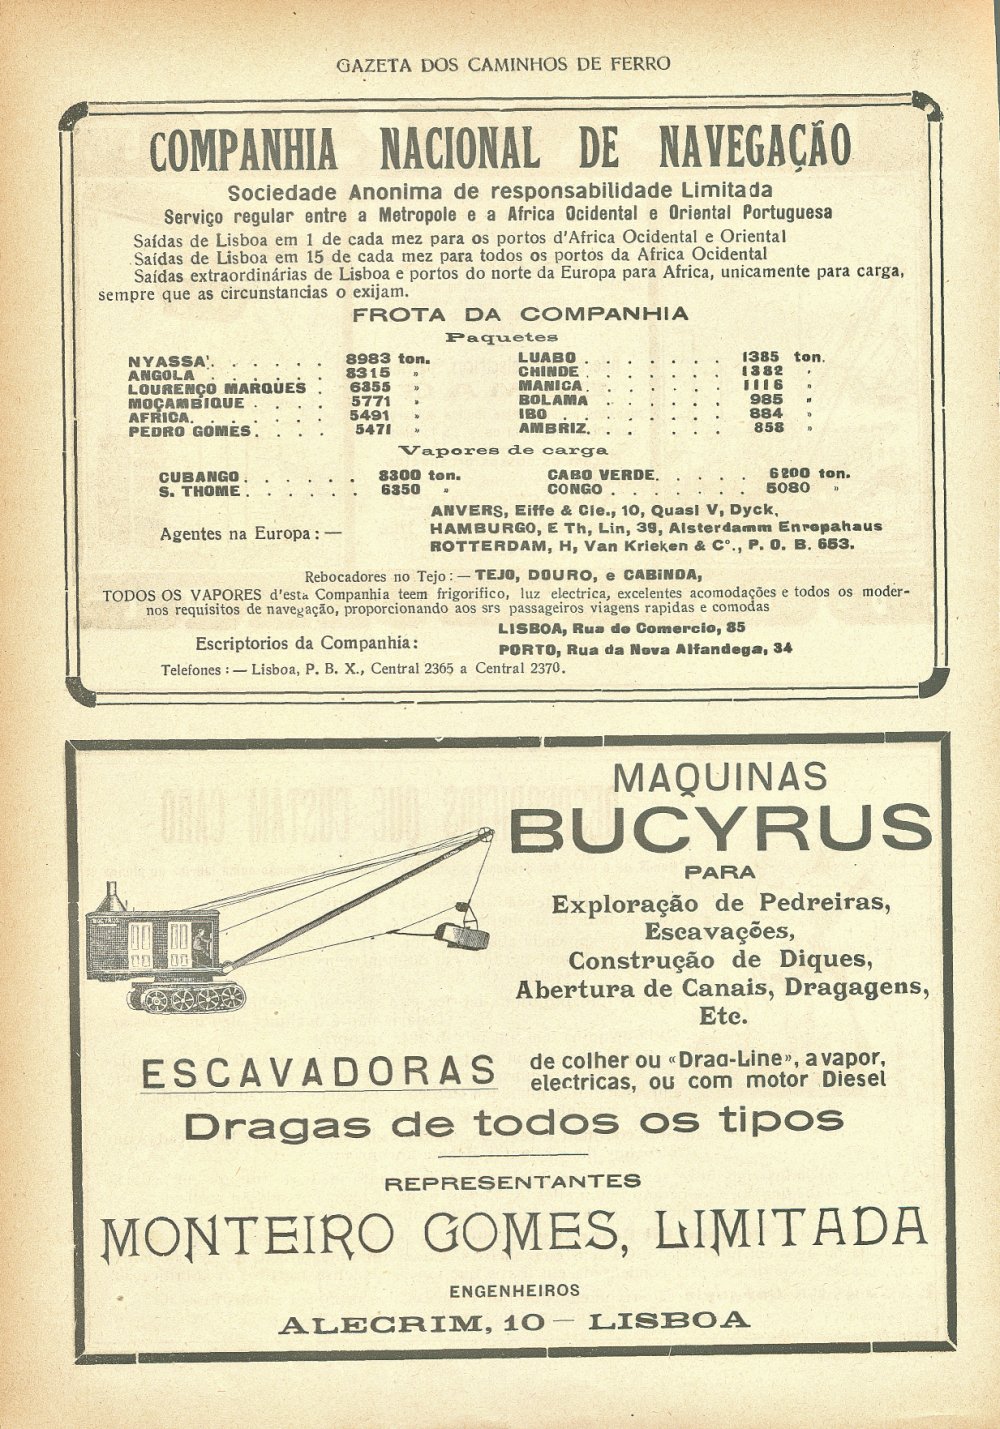 GAZETA DOS CAMINHOS DE FERRO
COMPANHIA NACIONAL DE NAVEGAÇÃO
Sociedade Anonima de responsabilidade Limitada
Serviço regular entre a Metropole e a Africa Ocidental e Oriental Portuguesa
Saídas de Lisboa em 1 de cada mez para os portos d'Africa Ocidental e Oriental
Saídas de Lisboa em 15 de cada mez para todos os portos da Africa Ocidental
Saídas extraordinárias de Lisboa e portos do norte da Europa para Africa, unicamente para carga,
sempre que as circunstancias o exijam.
FROTA DA COMPANHIA
Paquetes
NYASSA . . . . . . 8983 ton. LUABO . . . . . . . 1385 ton.
ANGOLA . . . . . . 8315 » CHINDE . . . . . . . 1382 »
LOURENÇO MARQUES . 6355 » MANICA . . . . . . . 1116 »
MOÇAMBIQUE . . . . 5771 » BOLAMA . . . . . . 985 »
AFRICA. . . . . . . 5491 » IBO . . . . . . . . 884 »
PEDRO GOMES. . . . 5471 » AMBRIZ. . . . . . . 858 »
Vapores de carga
CUBANGO . . . . . . 8300 ton. CABO VERDE. . . . . 6200 ton.
S. THOME . . . . . . 6350 » CONGO . . . . . . . 5080 »
ANVERS, Eiffe & Cie., 10, Quasi V, Dyck,
Agentes na Europa : — HAMBURGO, E Th, Lin, 39, Alsterdamm Enropahaus
ROTTERDAM, H, Van Krieken & C°., P. O. B. 653.
Rebocadores no Tejo : — TEJO, DOURO, e CABINDA,
TODOS OS VAPORES d'esta Companhia teem frigorifico, luz electrica, excelentes acomodações e todos os moder-
nos requisitos de navegação, proporcionando aos srs passageiros viagens rapidas e comodas
Escriptorios da Companhia: LISBOA, Rua do Comercio, 85
PORTO, Rua da Nova Alfandega, 34
Telefones : — Lisboa, P. B. X., Central 2365 a Central 2370.
MAQUINAS
BUCYRUS
PARA
Exploração de Pedreiras,
Escavações,
Construção de Diques,
Abertura de Canais, Dragagens,
Etc.
ESCAVADORAS de colher ou «Drag-Line», a vapor,
electricas, ou com motor Diesel
Dragas de todos os tipos
REPRESENTANTES
MONTEIRO GOMES, LIMITADA
ENGENHEIROS
ALECRIM, 10 — LISBOA